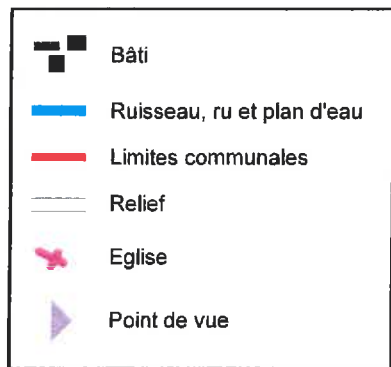 Bâti
Ruisseau, ru et plan d'eau
Limites communales
Relief
Eglise
Point de vue